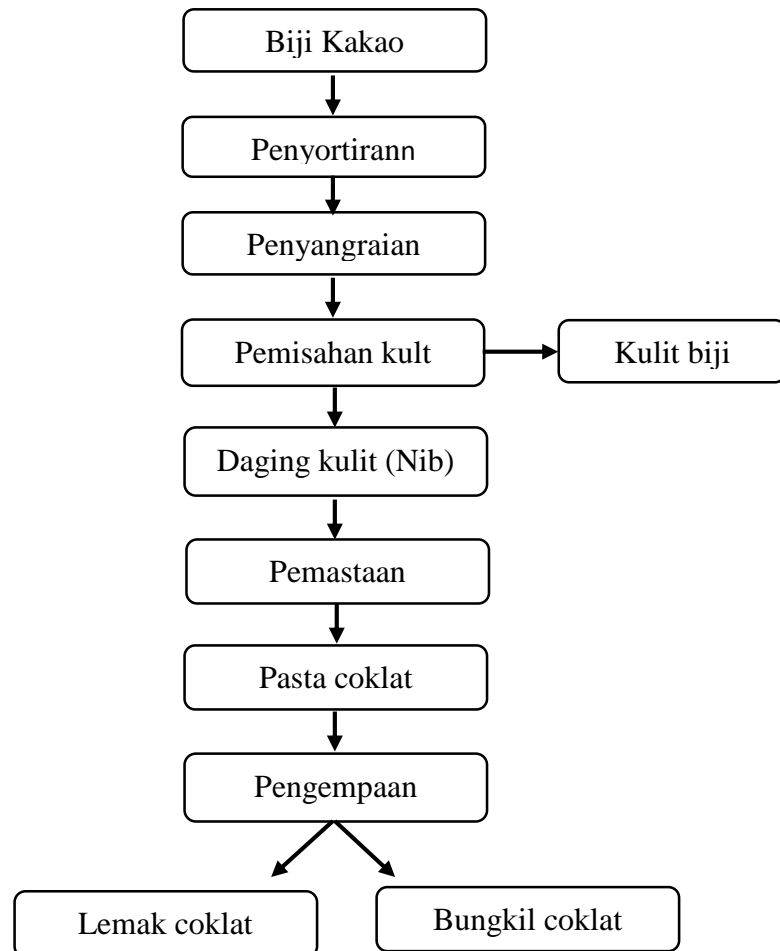 Biji Kakao
Penyortirann
Penyangraian
Pemisahan kult
Kulit biji
Daging kulit (Nib)
Pemastaan
Pasta coklat
Pengempaan
Lemak coklat
Bungkil coklat